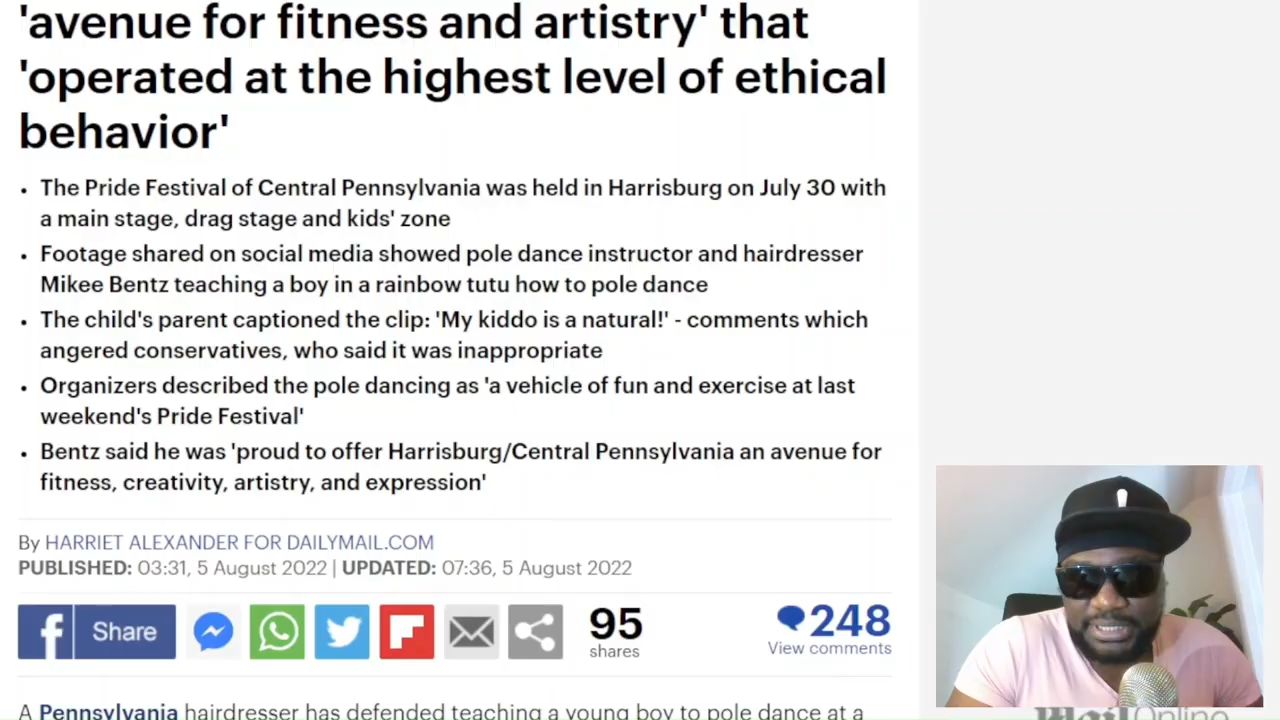 'avenue for fitness and artistry' that
'operated at the highest level of ethical
behavior'
• The Pride Festival of Central Pennsylvania was held in Harrisburg on July 30 with
a main stage, drag stage and kids' zone
• Footage shared on social media showed pole dance instructor and hairdresser
Mikee Bentz teaching a boy in a rainbow tutu how to pole dance
• The child's parent captioned the clip: 'My kiddo is a natural!' - comments which
angered conservatives, who said it was inappropriate
• Organizers described the pole dancing as 'a vehicle of fun and exercise at last
weekend's Pride Festival'
• Bentz said he was 'proud to offer Harrisburg/Central Pennsylvania an avenue for
fitness, creativity, artistry, and expression'
By HARRIET ALEXANDER FOR DAILYMAIL.COM
PUBLISHED: 03:31, 5 August 2022 | UPDATED: 07:36, 5 August 2022
f Share
95
shares
248
View comments
A Pennsylvania hairdresser has defended teaching a young boy to pole dance at a
Mail Online